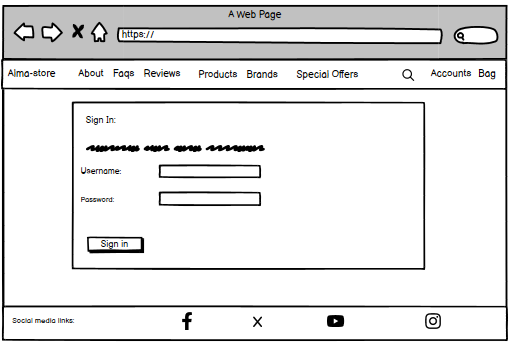 A Web Page
https://
Alma-store About Faqs Reviews Products Brands Special Offers Accounts Bag
Sign In:
Username:
Password:
Sign in
Social media links: